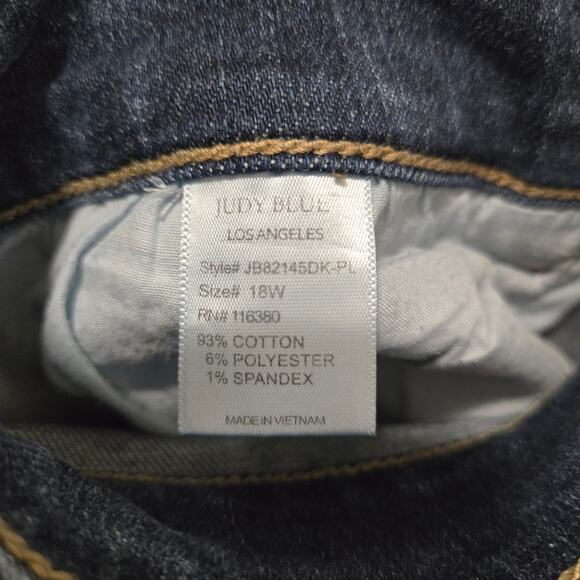 JUDY BLUE
LOS ANGELES
Style# JB82145DK-PL
Size# 18W
RN# 116380
93% COTTON
6% POLYESTER
1% SPANDEX
MADE IN VIETNAM